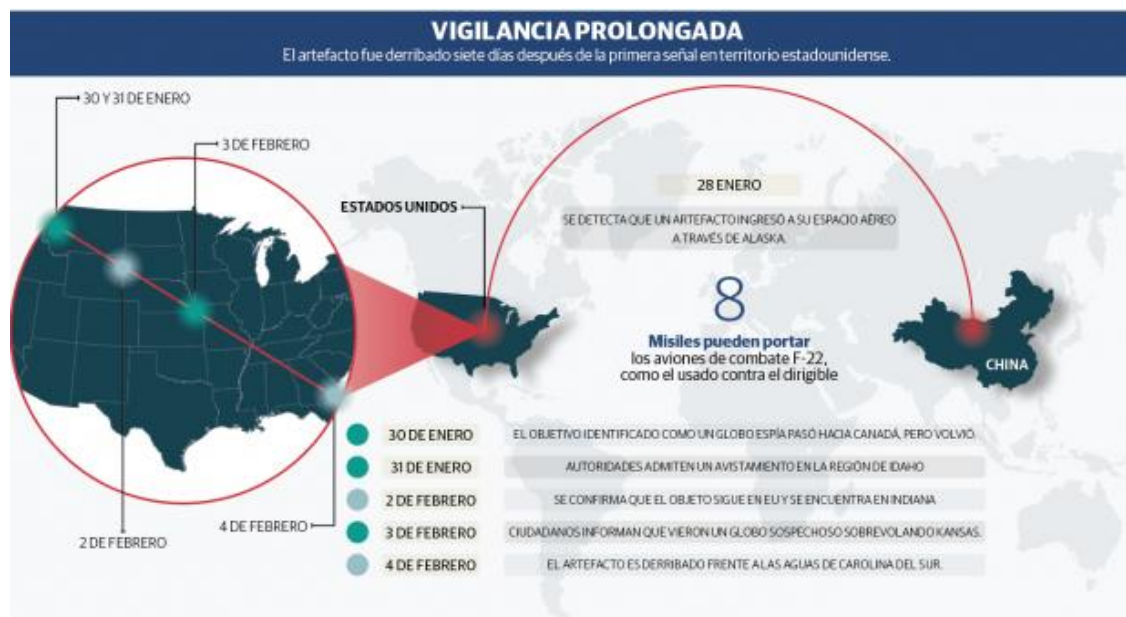 VIGILANCIA PROLONGADA
El artefacto fue derribado siete días después de la primera señal en territorio estadounidense.
30 Y 31 DE ENERO
3 DE FEBRERO
ESTADOS UNIDOS
28 ENERO
SE DETECTA QUE UN ARTEFACTO INGRESÓ A SU ESPACIO AÉREO
A TRAVÉS DE ALASKA.
8
Misiles pueden portar
los aviones de combate F-22,
como el usado contra el dirigible
CHINA
2 DE FEBRERO
4 DE FEBRERO
30 DE ENERO
EL OBJETIVO IDENTIFICADO COMO UN GLOBO ESPÍA PASÓ HACIA CANADÁ, PERO VOLVIÓ.
31 DE ENERO
AUTORIDADES ADMITEN UN AVISTAMIENTO EN LA REGIÓN DE IDAHO
2 DE FEBRERO
SE CONFIRMA QUE EL OBJETO SIGUE EN EU Y SE ENCUENTRA EN INDIANA
3 DE FEBRERO
CIUDADANOS INFORMAN QUE VIERON UN GLOBO SOSPECHOSO SOBREVOLANDO KANSAS.
4 DE FEBRERO
EL ARTEFACTO ES DERRIBADO FRENTE A LAS AGUAS DE CAROLINA DEL SUR.